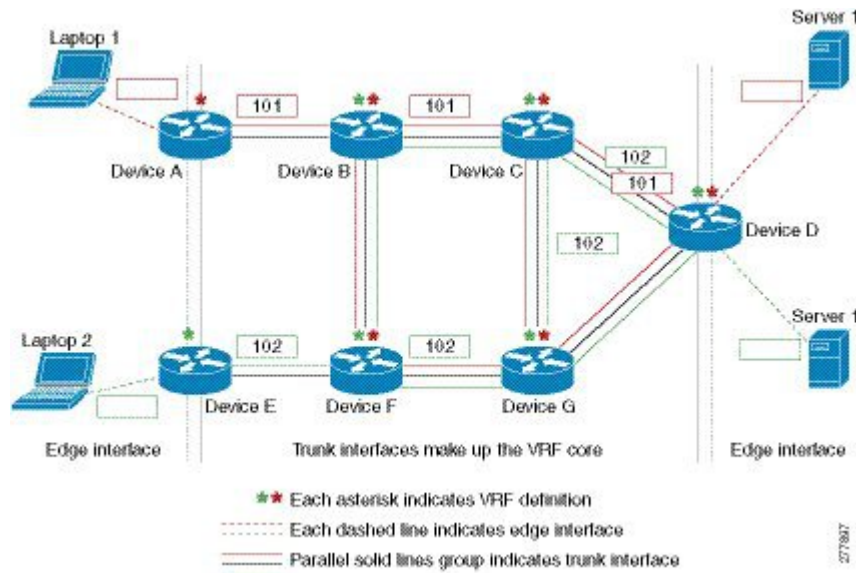 Laptop 1
Server 1
101
101
Device A
Device B
Device C
102
101
Device D
102
Laptop 2
Server 1
102
102
Device E
Device F
Device G
Edge interface
Trunk interfaces make up the VRF core
Edge interface
Each asterisk indicates VRF definition
Each dashed line indicates edge interface
Parallel solid lines group indicates trunk interface
277897